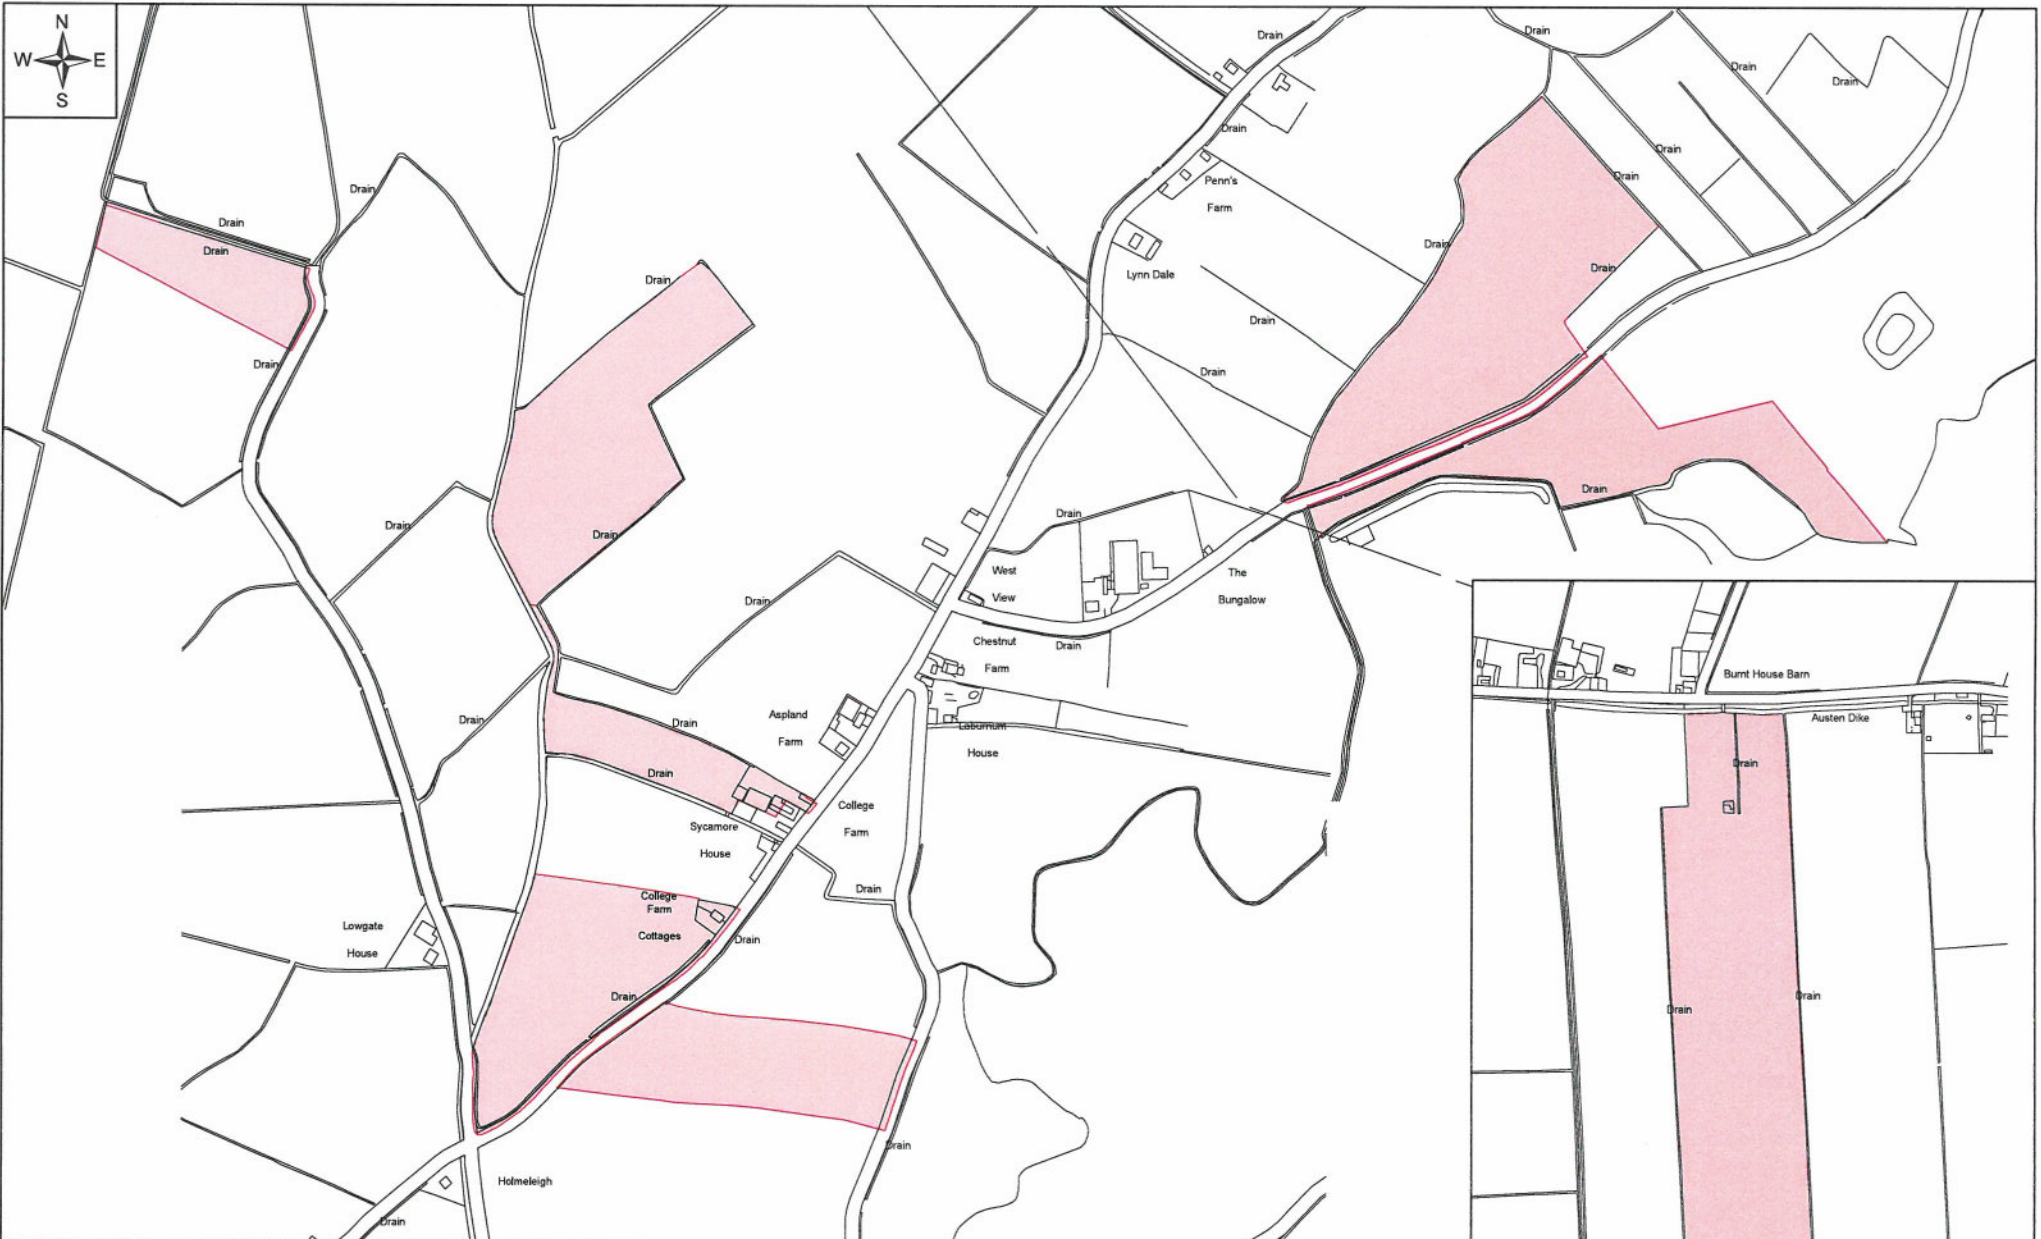 N
W E
S
Drain
Drain
Drain
Drain
Drain
Drain
Drain
Drain
Drain
Drain
Penn's
Farm
Drain
Drain
Drain
Drain
Lynn Dale
Drain
Drain
Drain
Drain
Drain
Drain
Drain
Drain
West
View
The
Bungalow
Drain
Chestnut
Farm
Drain
Burnt House Barn
Aspland
Farm
Drain
Drain
Laburnum
House
Austen Dike
Drain
Drain
College
Farm
Sycamore
House
Drain
College
Farm
Cottages
Lowgate
House
Drain
Drain
Drain
Drain
Drain
Holmeleigh
Drain